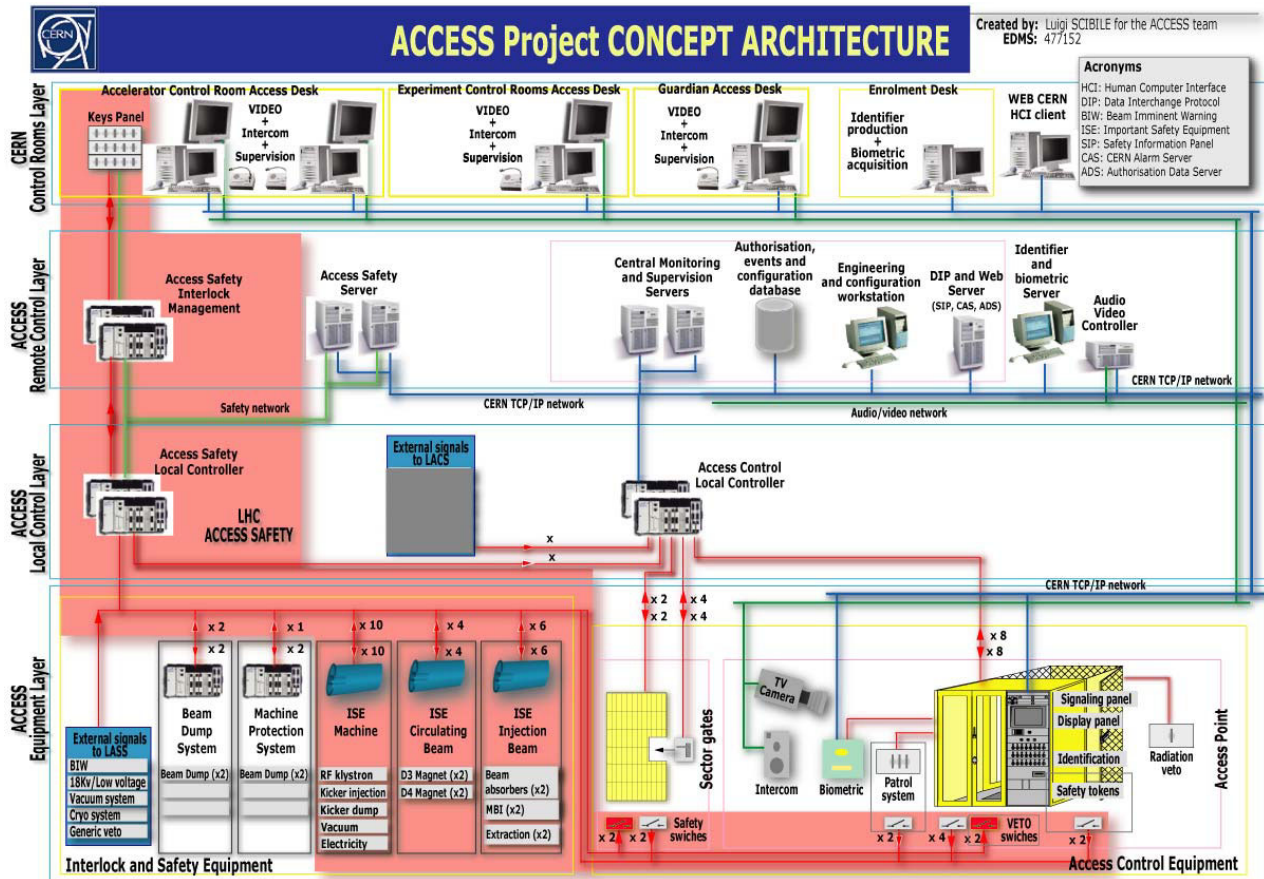 CERN
ACCESS Project CONCEPT ARCHITECTURE
Created by: Luigi SCIBILE for the ACCESS team
EDMS: 477152
Acronyms
HCI: Human Computer Interface
DIP: Data Interchange Protocol
BIW: Beam Imminent Warning
ISE: Important Safety Equipment
SIP: Safety Information Panel
CAS: CERN Alarm Server
ADS: Authorisation Data Server
CERN
Control Rooms Layer
Accelerator Control Room Access Desk
Keys Panel
VIDEO
+
Intercom
+
Supervision
Experiment Control Rooms Access Desk
VIDEO
+
Intercom
+
Supervision
Guardian Access Desk
VIDEO
+
Intercom
+
Supervision
Enrolment Desk
Identifier
production
+
Biometric
acquisition
WEB CERN
HCI client
ACCESS
Remote Control Layer
Access Safety
Interlock
Management
Access Safety
Server
Central Monitoring
and Supervision
Servers
Authorisation,
events and
configuration
database
Engineering
and configuration
workstation
DIP and Web
Server
(SIP, CAS, ADS)
Identifier
and
biometric
Server
Audio
Video
Controller
CERN TCP/IP network
Safety network
CERN TCP/IP network
Audio/video network
ACCESS
Local Control Layer
Access Safety
Local Controller
LHC
ACCESS SAFETY
External signals
to LACS
Access Control
Local Controller
x
x
CERN TCP/IP network
ACCESS
Equipment Layer
x 2
x 2
x 1
x 2
x 10
x 10
x 4
x 4
x 6
x 6
x 2
x 2
x 4
x 4
x 8
x 8
External signals
to LASS
BIW
18Kv/Low voltage
Vacuum system
Cryo system
Generic veto
Beam
Dump
System
Beam Dump (x2)
Machine
Protection
System
Beam Dump (x2)
ISE
Machine
RF klystron
Kicker injection
Kicker dump
Vacuum
Electricity
ISE
Circulating
Beam
D3 Magnet (x2)
D4 Magnet (x2)
ISE
Injection
Beam
Beam
absorbers (x2)
MBI (x2)
Extraction (x2)
Interlock and Safety Equipment
Sector gates
x 2
x 2
Safety
swiches
TV
Camera
Intercom
Biometric
Patrol
system
Signaling panel
Display panel
Identification
Safety tokens
Radiation
veto
Access Point
x 2
x 4
x 2
VETO
swiches
x 2
Access Control Equipment